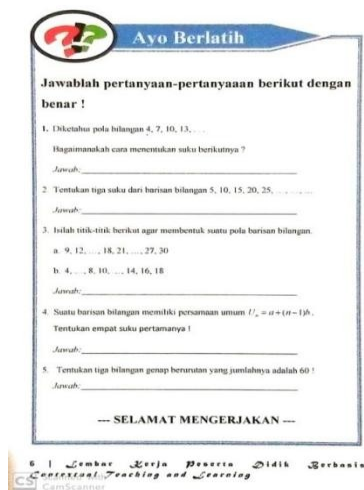 Ayo Berlatih
Jawablah pertanyaan-pertanyaaan berikut dengan
benar !
1. Diketahui pola bilangan 4, 7, 10, 13, . . .
Bagaimanakah cara menentukan suku berikutnya ?
Jawab:
2. Tentukan tiga suku dari barisan bilangan 5, 10, 15, 20, 25, ..., ..., ...
Jawab:
3. Isilah titik-titik berikut agar membentuk suatu pola barisan bilangan.
a. 9, 12, ..., 18, 21, ..., 27, 30
b. 4, ..., 8, 10, ..., 14, 16, 18
Jawab:
4. Suatu barisan bilangan memiliki persamaan umum Uₙ = a + (n − 1)b .
Tentukan empat suku pertamanya !
Jawab:
5. Tentukan tiga bilangan genap berurutan yang jumlahnya adalah 60 !
Jawab:
--- SELAMAT MENGERJAKAN ---
6 | Lembar Kerja Peserta Didik Berbasis
Contextual Teaching and Learning
CS
CamScanner